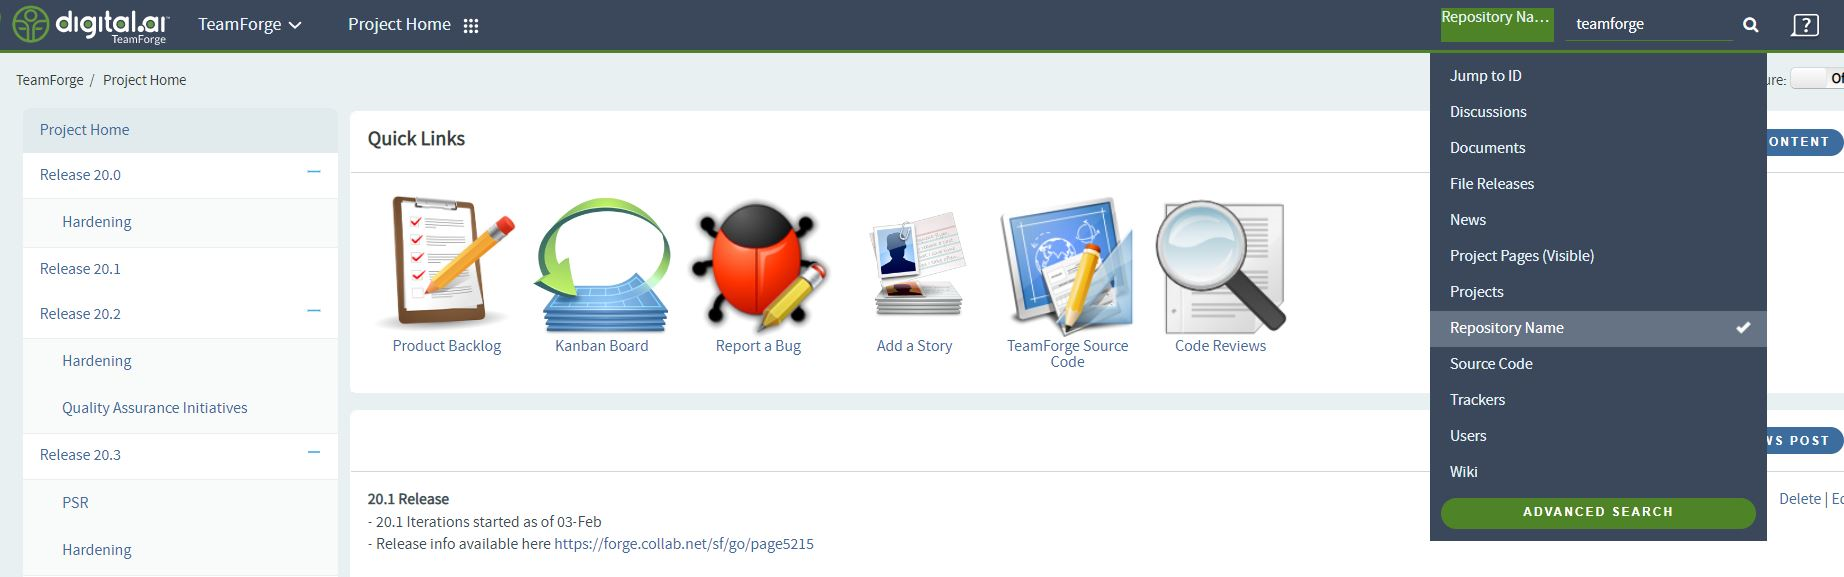 digital.ai
TeamForge
TeamForge
Project Home
Repository Na...
teamforge
?
TeamForge / Project Home
Project Home
Release 20.0
Hardening
Release 20.1
Release 20.2
Hardening
Quality Assurance Initiatives
Release 20.3
PSR
Hardening
Quick Links
Product Backlog
Kanban Board
Report a Bug
Add a Story
TeamForge Source
Code
Code Reviews
20.1 Release
- 20.1 Iterations started as of 03-Feb
- Release info available here https://forge.collab.net/sf/go/page5215
Jump to ID
Discussions
Documents
File Releases
News
Project Pages (Visible)
Projects
Repository Name
Source Code
Trackers
Users
Wiki
ADVANCED SEARCH
ure:
Of
ONTENT
WS POST
Delete | Ed